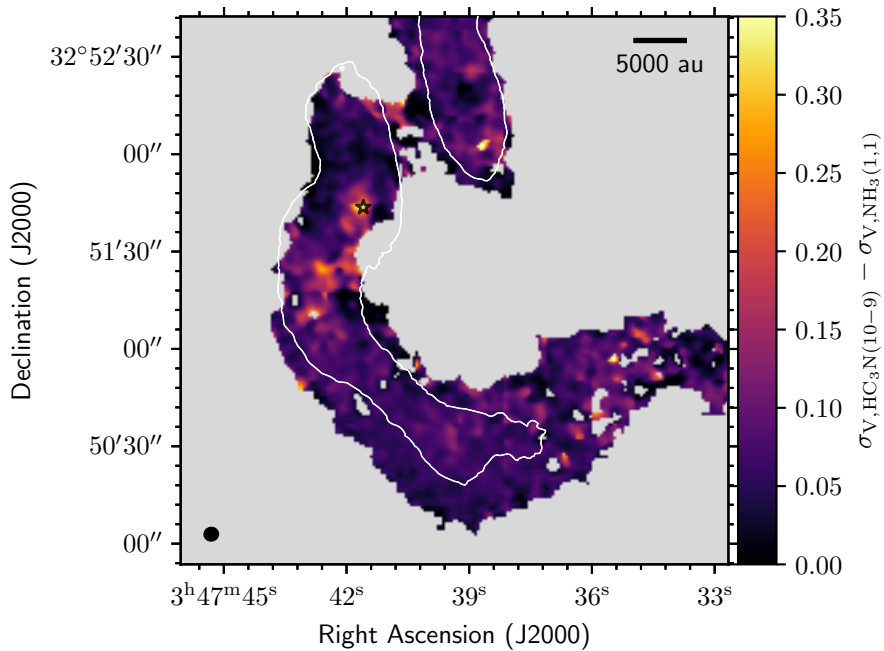 5000 au
32°52′30″
00″
51′30″
00″
50′30″
00″
Declination (J2000)
3ʰ47ᵐ45ˢ 42ˢ 39ˢ 36ˢ 33ˢ
Right Ascension (J2000)
0.35
0.30
0.25
0.20
0.15
0.10
0.05
0.00
σV,HC₃N(10−9) − σV,NH₃(1,1)